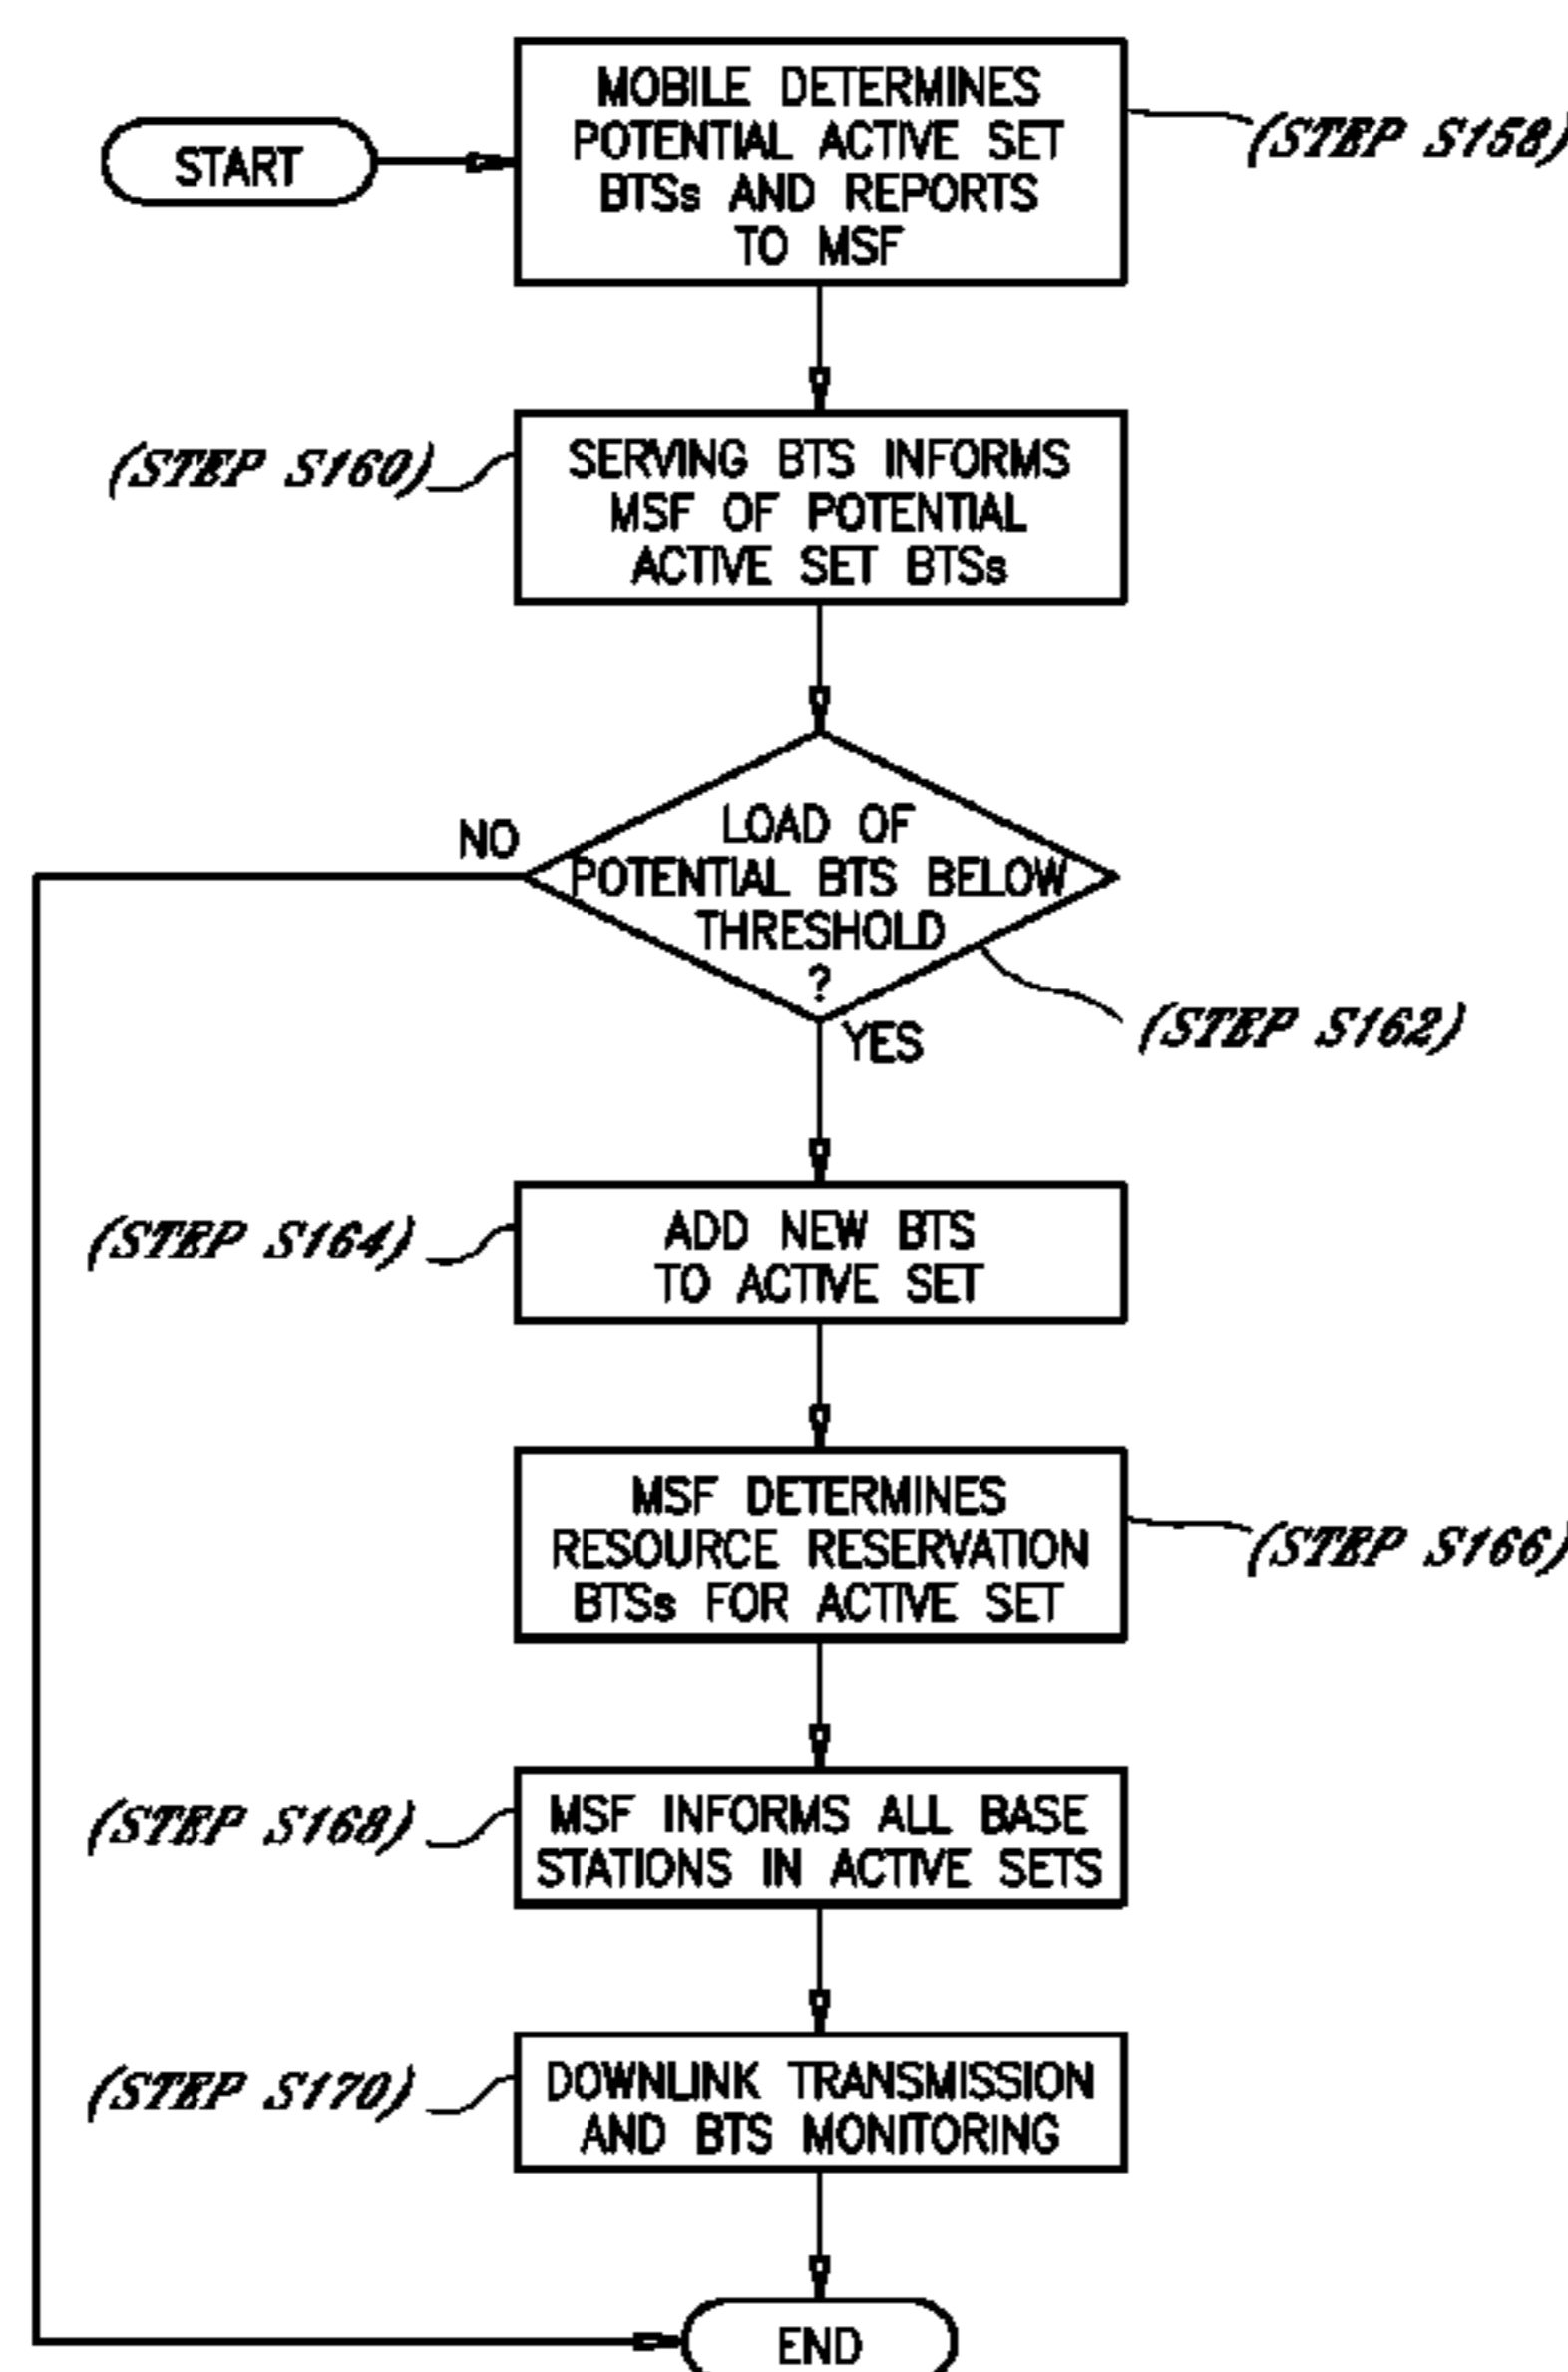 START
MOBILE DETERMINES
POTENTIAL ACTIVE SET
BTSs AND REPORTS
TO MSF
(STEP S158)
(STEP S160)
SERVING BTS INFORMS
MSF OF POTENTIAL
ACTIVE SET BTSs
NO
LOAD OF
POTENTIAL BTS BELOW
THRESHOLD
?
YES
(STEP S162)
(STEP S164)
ADD NEW BTS
TO ACTIVE SET
MSF DETERMINES
RESOURCE RESERVATION
BTSs FOR ACTIVE SET
(STEP S166)
(STEP S168)
MSF INFORMS ALL BASE
STATIONS IN ACTIVE SETS
(STEP S170)
DOWNLINK TRANSMISSION
AND BTS MONITORING
END